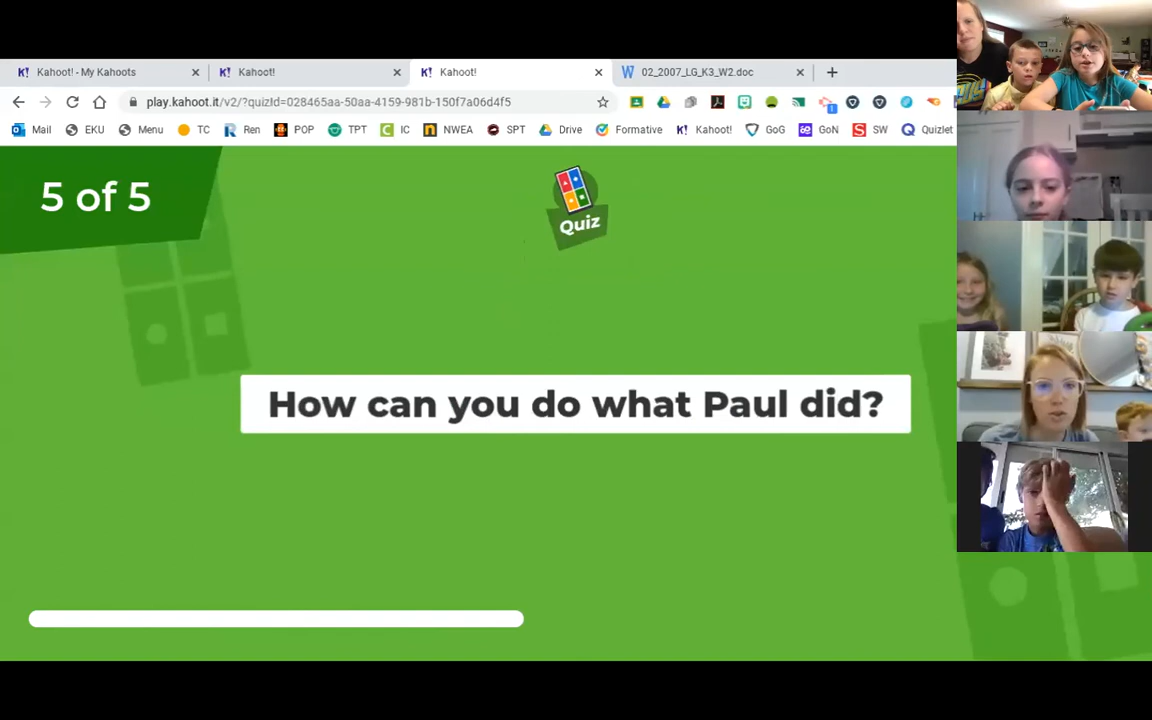 Kahoot! - My Kahoots
Kahoot!
Kahoot!
02_2007_LG_K3_W2.doc
play.kahoot.it/v2/?quizId=028465aa-50aa-4159-981b-150f7a06d4f5
Mail EKU Menu TC Ren POP TPT IC NWEA SPT Drive Formative Kahoot! GoG GoN SW Quizlet
5 of 5
Quiz
How can you do what Paul did?